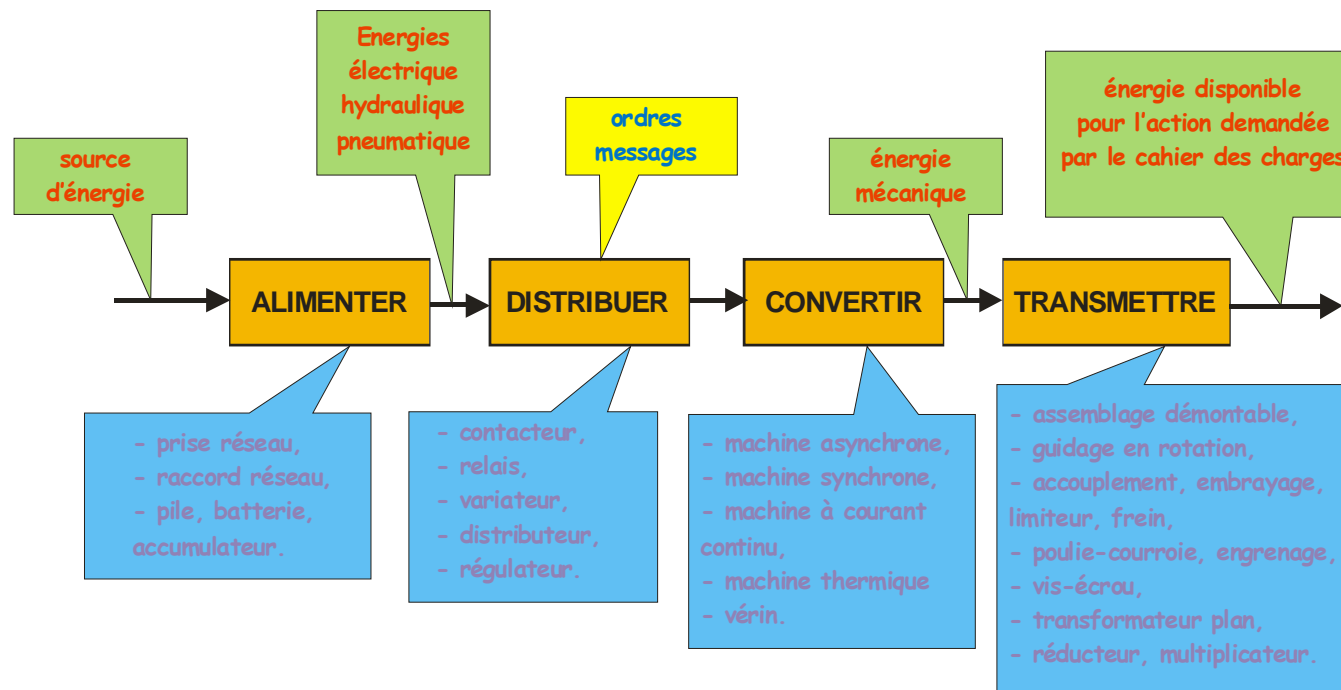 source
d'énergie
Energies
électrique
hydraulique
pneumatique
ordres
messages
énergie
mécanique
énergie disponible
pour l'action demandée
par le cahier des charges
ALIMENTER
DISTRIBUER
CONVERTIR
TRANSMETTRE
- prise réseau,
- raccord réseau,
- pile, batterie,
accumulateur.
- contacteur,
- relais,
- variateur,
- distributeur,
- régulateur.
- machine asynchrone,
- machine synchrone,
- machine à courant
continu,
- machine thermique
- vérin.
- assemblage démontable,
- guidage en rotation,
- accouplement, embrayage,
limiteur, frein,
- poulie-courroie, engrenage,
- vis-écrou,
- transformateur plan,
- réducteur, multiplicateur.